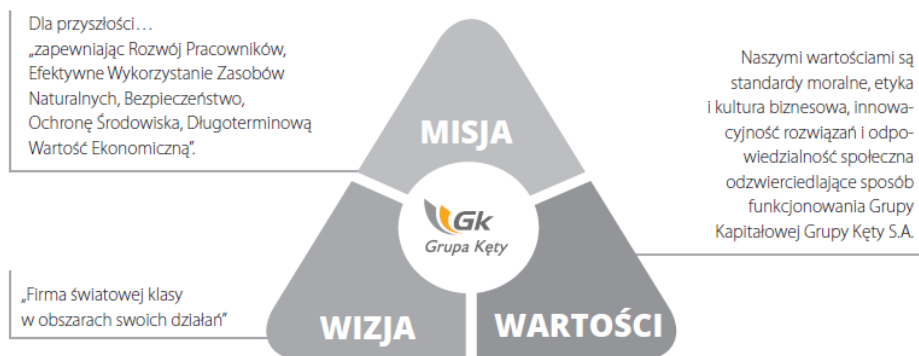 Dla przyszłości…
„zapewniając Rozwój Pracowników,
Efektywne Wykorzystanie Zasobów
Naturalnych, Bezpieczeństwo,
Ochronę Środowiska, Długoterminową
Wartość Ekonomiczną”.
MISJA
Naszymi wartościami są
standardy moralne, etyka
i kultura biznesowa, innowa-
cyjność rozwiązań i odpo-
wiedzialność społeczna
odzwierciedlające sposób
funkcjonowania Grupy
Kapitałowej Grupy Kęty S.A.
Gk
Grupa Kęty
„Firma światowej klasy
w obszarach swoich działań”
WIZJA
WARTOŚCI